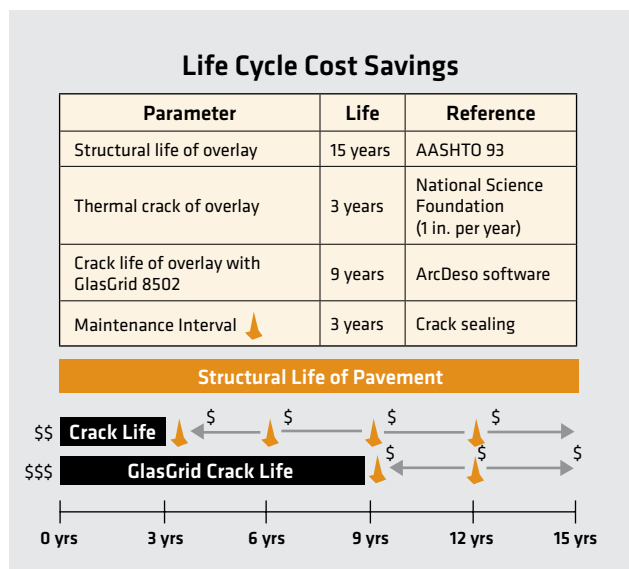 Life Cycle Cost Savings
Parameter Life Reference
Structural life of overlay 15 years AASHTO 93
Thermal crack of overlay 3 years National Science
Foundation
(1 in. per year)
Crack life of overlay with
GlasGrid 8502 9 years ArcDeso software
Maintenance Interval 3 years Crack sealing
Structural Life of Pavement
$ $ $ $
$$ Crack Life
$ $ $
$$$ GlasGrid Crack Life
0 yrs 3 yrs 6 yrs 9 yrs 12 yrs 15 yrs